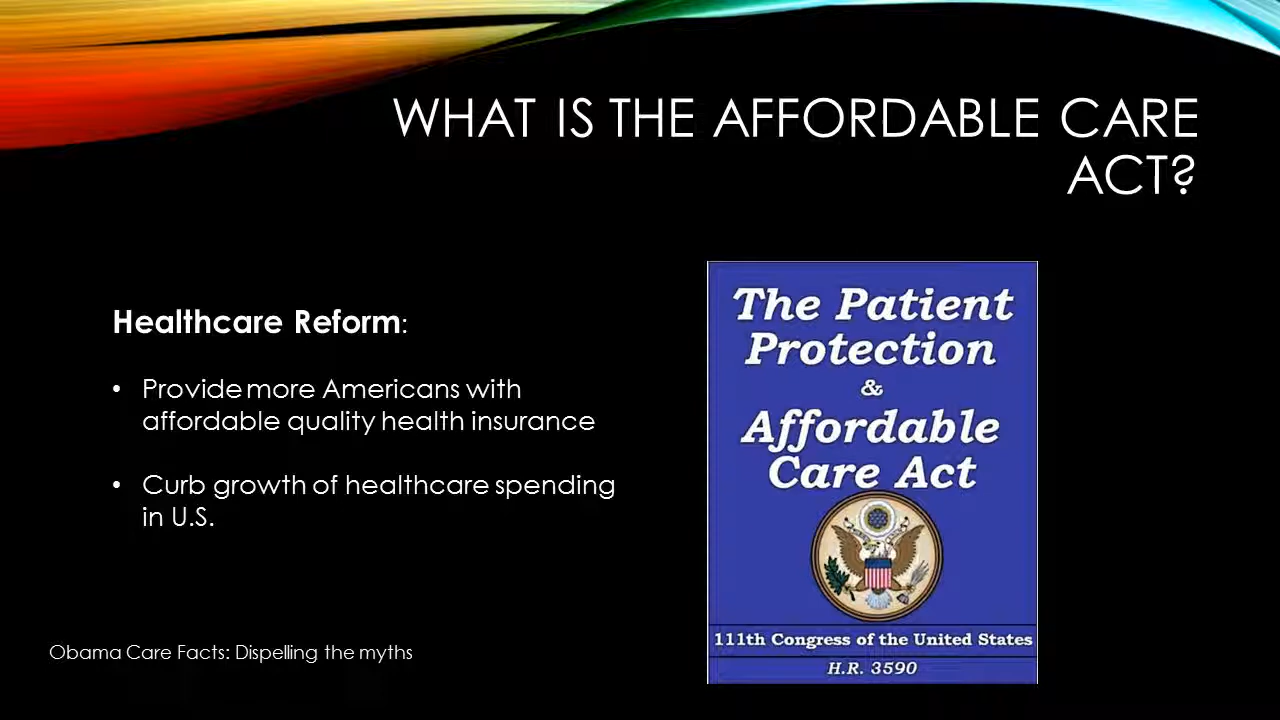 WHAT IS THE AFFORDABLE CARE
ACT?
Healthcare Reform:
• Provide more Americans with
affordable quality health insurance
• Curb growth of healthcare spending
in U.S.
The Patient
Protection
&
Affordable
Care Act
111th Congress of the United States
H.R. 3590
Obama Care Facts: Dispelling the myths